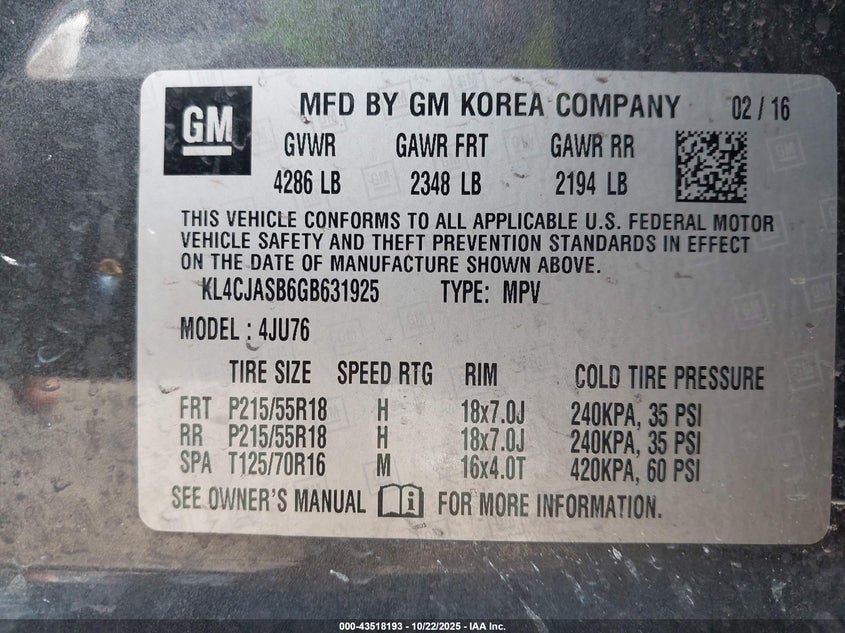 GM
MFD BY GM KOREA COMPANY 02 / 16
GVWR GAWR FRT GAWR RR
4286 LB 2348 LB 2194 LB
THIS VEHICLE CONFORMS TO ALL APPLICABLE U.S. FEDERAL MOTOR
VEHICLE SAFETY AND THEFT PREVENTION STANDARDS IN EFFECT
ON THE DATE OF MANUFACTURE SHOWN ABOVE.
KL4CJASB6GB631925 TYPE: MPV
MODEL : 4JU76
TIRE SIZE SPEED RTG RIM COLD TIRE PRESSURE
FRT P215/55R18 H 18x7.0J 240KPA, 35 PSI
RR P215/55R18 H 18x7.0J 240KPA, 35 PSI
SPA T125/70R16 M 16x4.0T 420KPA, 60 PSI
SEE OWNER'S MANUAL i FOR MORE INFORMATION.
000-43518193 - 10/22/2025 - IAA Inc.